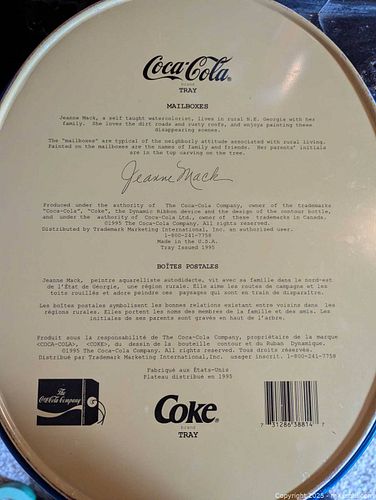 Coca-Cola
brand
TRAY
MAILBOXES
Jeanne Mack, a self taught watercolorist, lives in rural N.E. Georgia with her
family. She loves the dirt roads and rusty roofs, and enjoys painting these
disappearing scenes.
The "mailboxes" are typical of the neighborly attitude associated with rural living.
Painted on the mailboxes are the names of family and friends. Her parents' initials
are in the top carving on the tree.
Jeanne Mack
Produced under the authority of The Coca-Cola Company, owner of the trademarks
"Coca-Cola", "Coke", the Dynamic Ribbon device and the design of the contour bottle,
and under the authority of Coca-Cola Ltd., owner of these trademarks in Canada.
©1995 The Coca-Cola Company. All rights reserved.
Distributed by Trademark Marketing International, Inc. an authorized user.
1-800-241-7758
Made in the U.S.A.
Tray Issued 1995
BOÎTES POSTALES
Jeanne Mack, peintre aquarelliste autodidacte, vit avec sa famille dans le nord-est
de l'État de Georgie, une région rurale. Elle aime les routes de campagne et les
toits rouillés et adore peindre des paysages qui sont en train de disparaître.
Les boîtes postales symbolisent les bonnes relations existant entre voisins dans les
régions rurales. Elles portent les noms des membres de la famille et des amis. Les
initiales de ses parents sont gravés en haut de l'arbre.
Produit sous la responsabilité de The Coca-Cola Company, propriétaire de la marque
<COCA-COLA>, <COKE>, du dessin de la bouteille contour et du Ruban Dynamique.
©1995 The Coca-Cola Company. All rights reserved. Tous droits réservés.
Distribué par Trademark Marketing International, Inc. usager inscrit. 1-800-241-7758
Fabriqué aux États-Unis
Plateau distribué en 1995
The
Coca-Cola Company
Coke
brand
TRAY
7 31286 38814 7
Copyright 2025